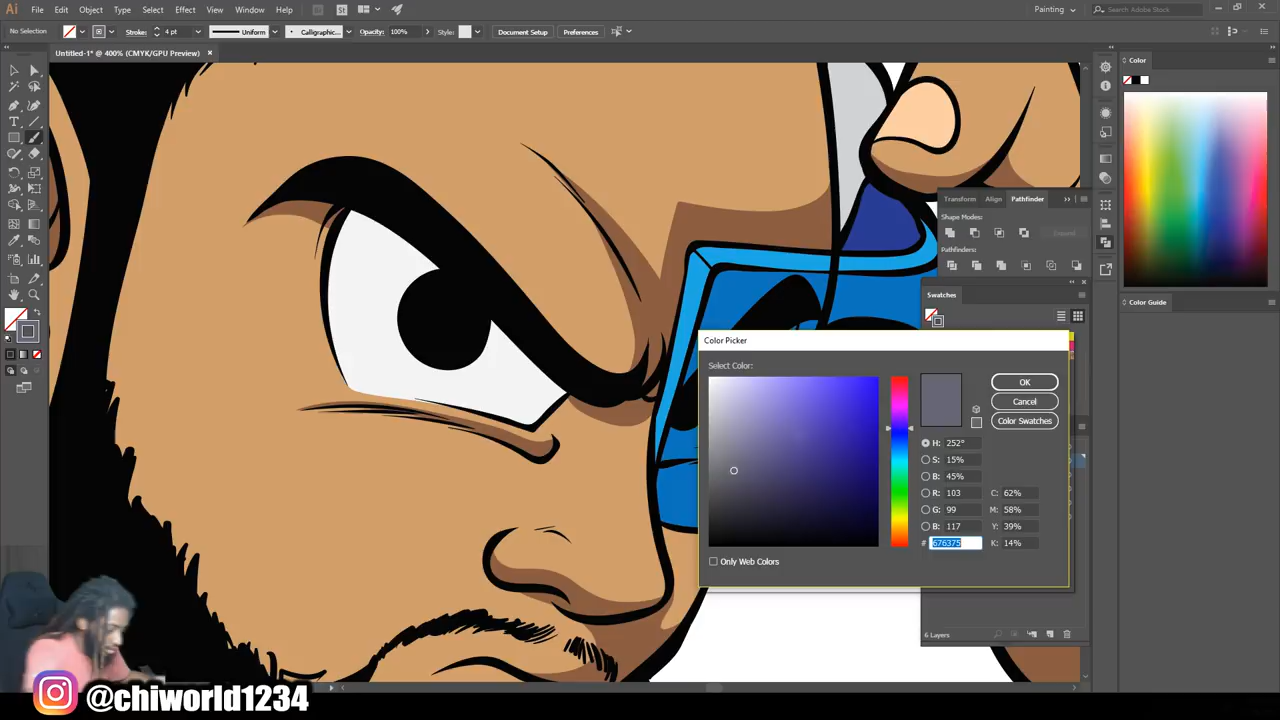 Ai File Edit Object Type Select Effect View Window Help Painting Search Adobe Stock
No Selection Stroke: 4 pt Uniform Calligraphic... Opacity: 100% Style: Document Setup Preferences
Untitled-1* @ 400% (CMYK/GPU Preview) ×
Color
Transform Align Pathfinder
Shape Modes:
Expand
Pathfinders:
Swatches
Color Guide
Color Picker
Select Color:
OK
Cancel
Color Swatches
H: 252°
S: 15%
B: 45%
R: 103 C: 62%
G: 99 M: 58%
B: 117 Y: 39%
# 676375 K: 14%
Only Web Colors
6 Layers
@chiworld1234